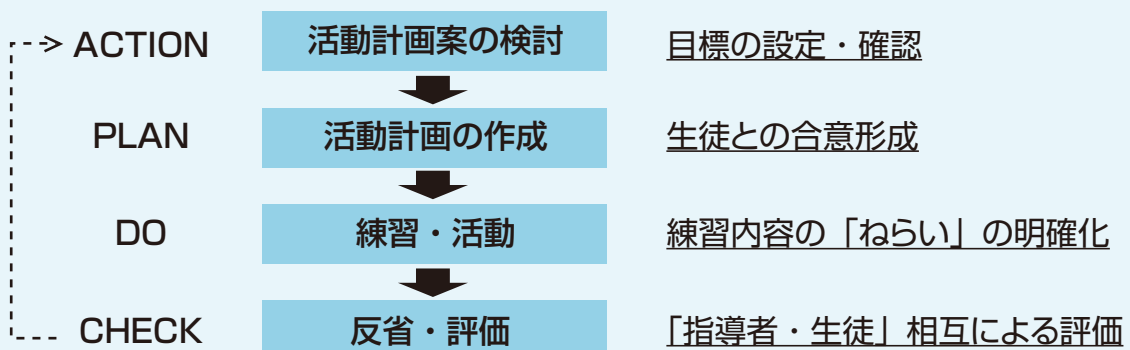 ACTION 活動計画案の検討 目標の設定・確認
PLAN 活動計画の作成 生徒との合意形成
DO 練習・活動 練習内容の「ねらい」の明確化
CHECK 反省・評価 「指導者・生徒」相互による評価